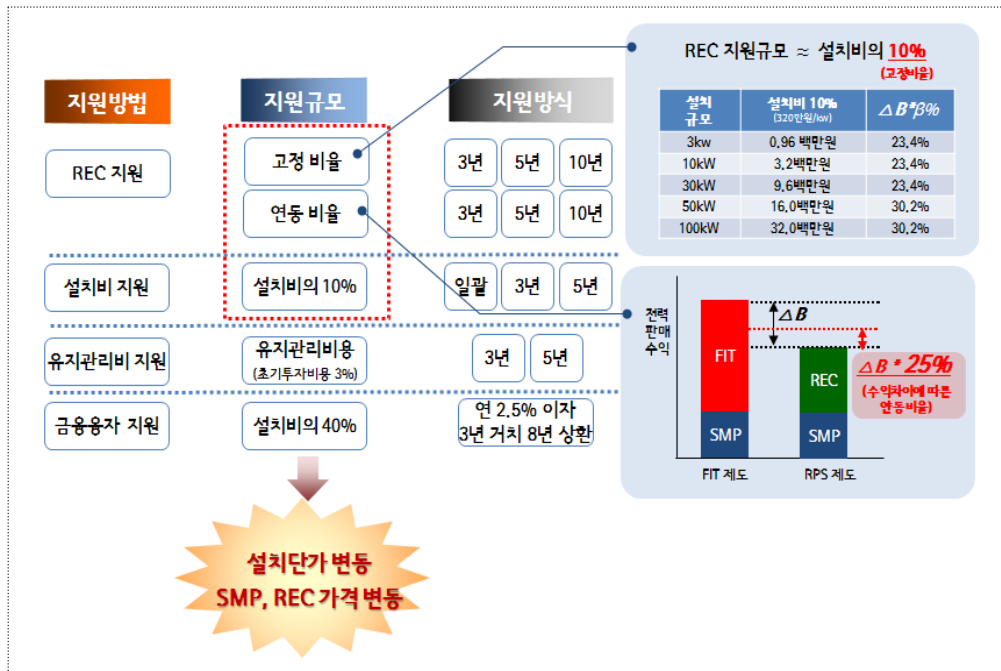 지원방법
지원규모
지원방식
REC 지원
고정 비율
3년
5년
10년
연동 비율
3년
5년
10년
설치비 지원
설치비의 10%
일괄
3년
5년
유지관리비 지원
유지관리비용
(초기투자비용 3%)
3년
5년
금융융자 지원
설치비의 40%
연 2.5% 이자
3년 거치 8년 상환
설치단가 변동
SMP, REC 가격 변동
REC 지원규모 ≈ 설치비의 10%
(고정비율)
설치 규모 설치비 10% (320만원/kw) △B*β%
3kw 0.96 백만원 23.4%
10kW 3.2백만원 23.4%
30kW 9.6백만원 23.4%
50kW 16.0백만원 30.2%
100kW 32.0백만원 30.2%
전력
판매
수익
△B
FIT
REC
SMP
SMP
FIT 제도
RPS 제도
△B * 25%
(수익차이에 따른
연동비율)